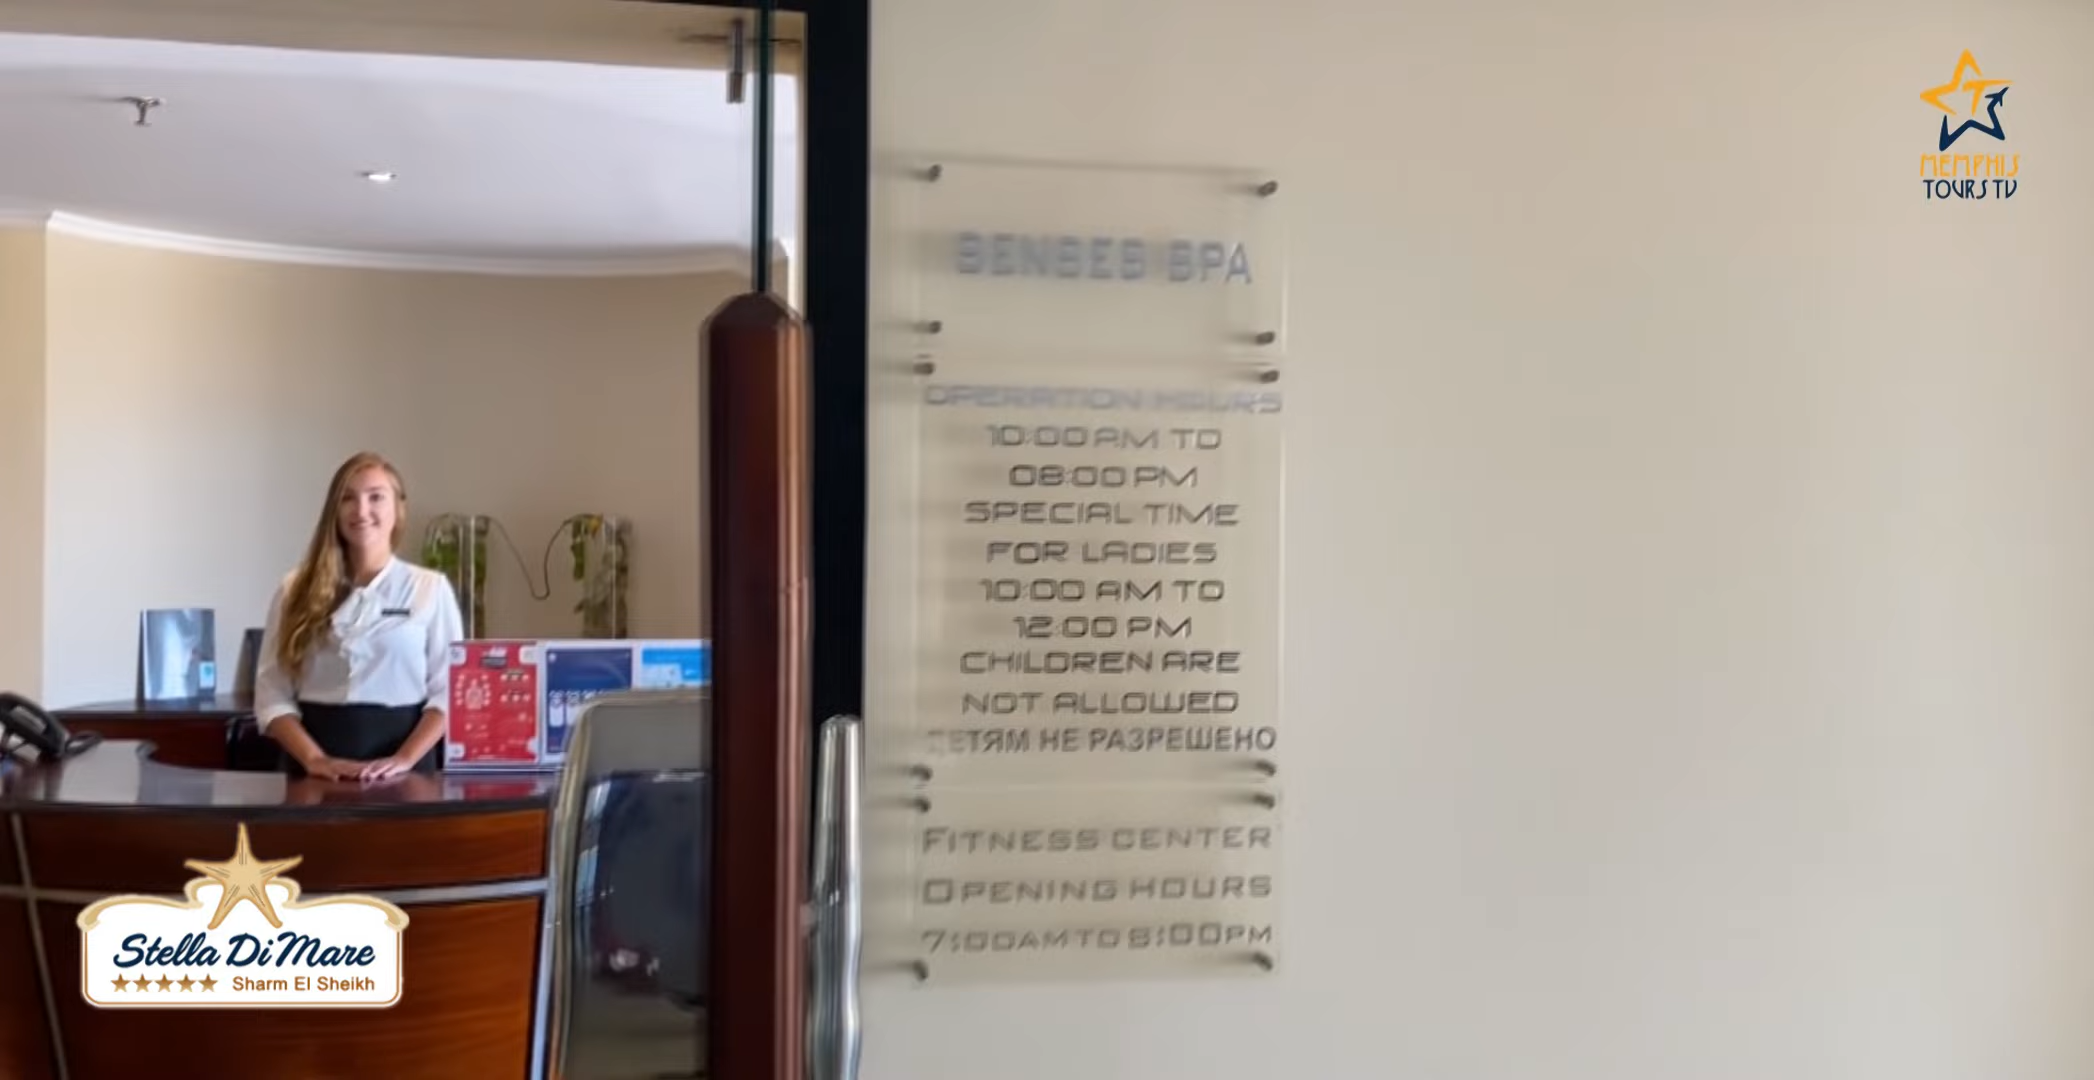 MEMPHIS
TOURS TV
SENSES SPA
OPERATION HOURS
10:00 AM TO
08:00 PM
SPECIAL TIME
FOR LADIES
10:00 AM TO
12:00 PM
CHILDREN ARE
NOT ALLOWED
ДЕТЯМ НЕ РАЗРЕШЕНО
FITNESS CENTER
OPENING HOURS
7:00AM TO 8:00PM
Stella Di Mare
Sharm El Sheikh